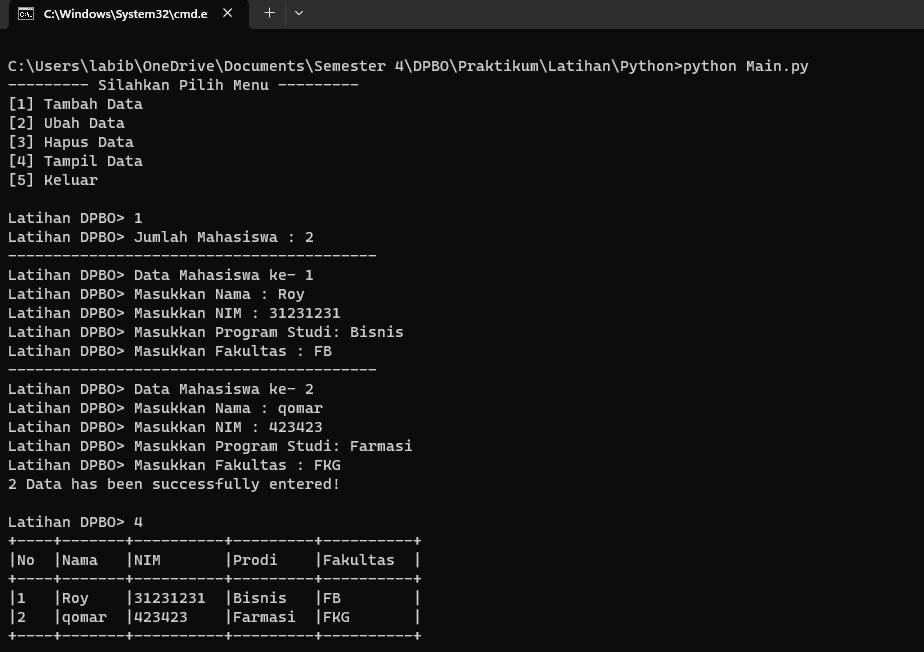 C:\Windows\System32\cmd.e
C:\Users\labib\OneDrive\Documents\Semester 4\DPBO\Praktikum\Latihan\Python>python Main.py
--------- Silahkan Pilih Menu ---------
[1] Tambah Data
[2] Ubah Data
[3] Hapus Data
[4] Tampil Data
[5] Keluar
Latihan DPBO> 1
Latihan DPBO> Jumlah Mahasiswa : 2
-----------------------------------------
Latihan DPBO> Data Mahasiswa ke- 1
Latihan DPBO> Masukkan Nama : Roy
Latihan DPBO> Masukkan NIM : 31231231
Latihan DPBO> Masukkan Program Studi: Bisnis
Latihan DPBO> Masukkan Fakultas : FB
-----------------------------------------
Latihan DPBO> Data Mahasiswa ke- 2
Latihan DPBO> Masukkan Nama : qomar
Latihan DPBO> Masukkan NIM : 423423
Latihan DPBO> Masukkan Program Studi: Farmasi
Latihan DPBO> Masukkan Fakultas : FKG
2 Data has been successfully entered!
Latihan DPBO> 4
+----+-------+----------+---------+----------+
|No  |Nama   |NIM       |Prodi    |Fakultas  |
+----+-------+----------+---------+----------+
|1   |Roy    |31231231  |Bisnis   |FB        |
|2   |qomar  |423423    |Farmasi  |FKG       |
+----+-------+----------+---------+----------+